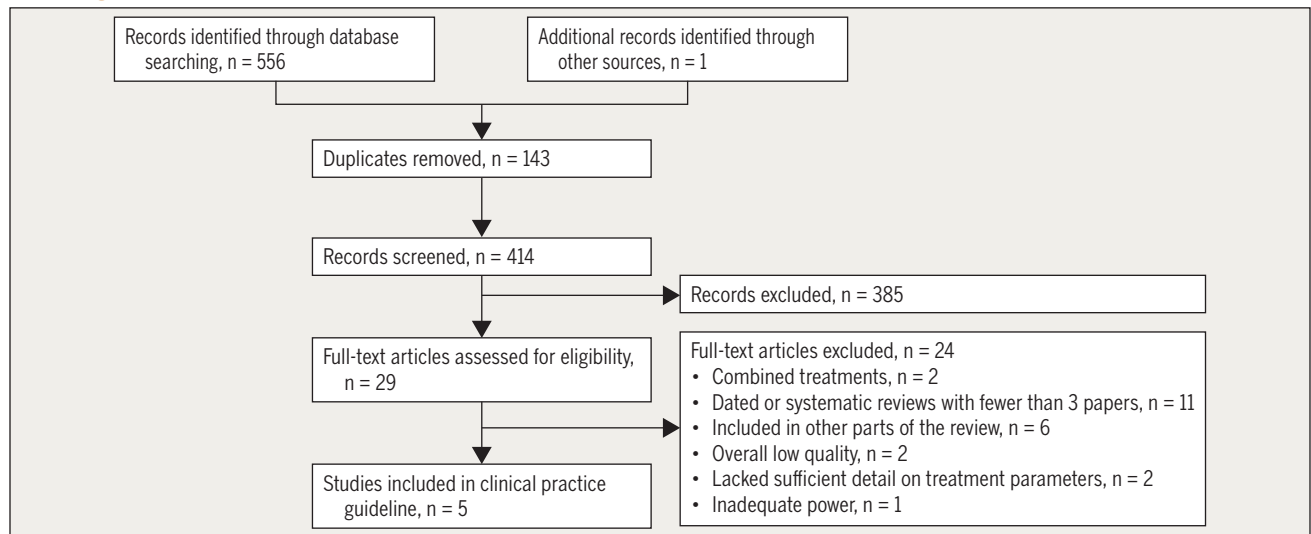 Records identified through database
searching, n = 556
Additional records identified through
other sources, n = 1
Duplicates removed, n = 143
Records screened, n = 414
Records excluded, n = 385
Full-text articles assessed for eligibility,
n = 29
Full-text articles excluded, n = 24
• Combined treatments, n = 2
• Dated or systematic reviews with fewer than 3 papers, n = 11
• Included in other parts of the review, n = 6
• Overall low quality, n = 2
• Lacked sufficient detail on treatment parameters, n = 2
• Inadequate power, n = 1
Studies included in clinical practice
guideline, n = 5